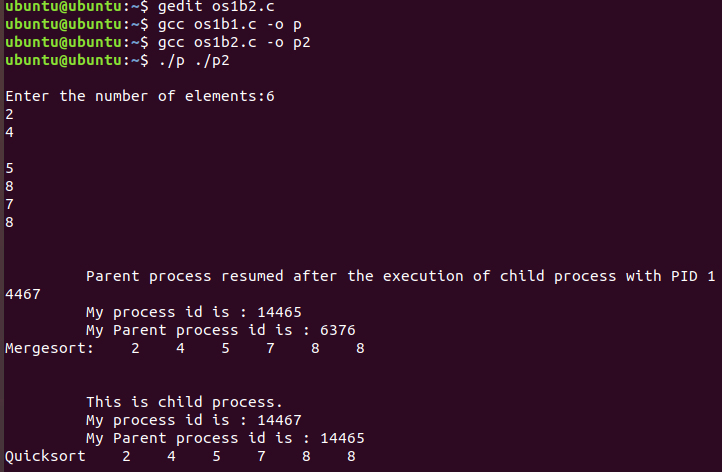 ubuntu@ubuntu:~$ gedit os1b2.c
ubuntu@ubuntu:~$ gcc os1b1.c -o p
ubuntu@ubuntu:~$ gcc os1b2.c -o p2
ubuntu@ubuntu:~$ ./p ./p2
Enter the number of elements:6
2
4
5
8
7
8
Parent process resumed after the execution of child process with PID 1
4467
My process id is : 14465
My Parent process id is : 6376
Mergesort: 2 4 5 7 8 8
This is child process.
My process id is : 14467
My Parent process id is : 14465
Quicksort 2 4 5 7 8 8